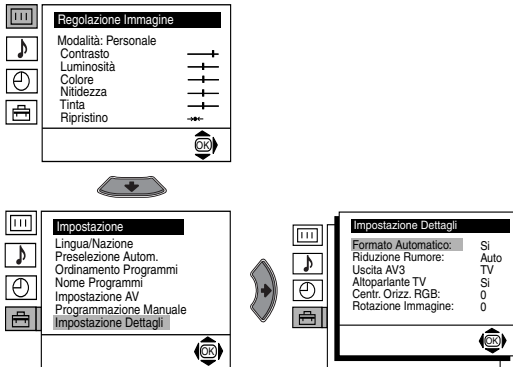 Regolazione Immagine
Modalità: Personale
Contrasto
Luminosità
Colore
Nitidezza
Tinta
Ripristino
OK
Impostazione
Lingua/Nazione
Preselezione Autom.
Ordinamento Programmi
Nome Programmi
Impostazione AV
Programmazione Manuale
Impostazione Dettagli
OK
Impostazione Dettagli
Formato Automatico: Si
Riduzione Rumore: Auto
Uscita AV3 TV
Altoparlante TV Si
Centr. Orizz. RGB: 0
Rotazione Immagine: 0
OK